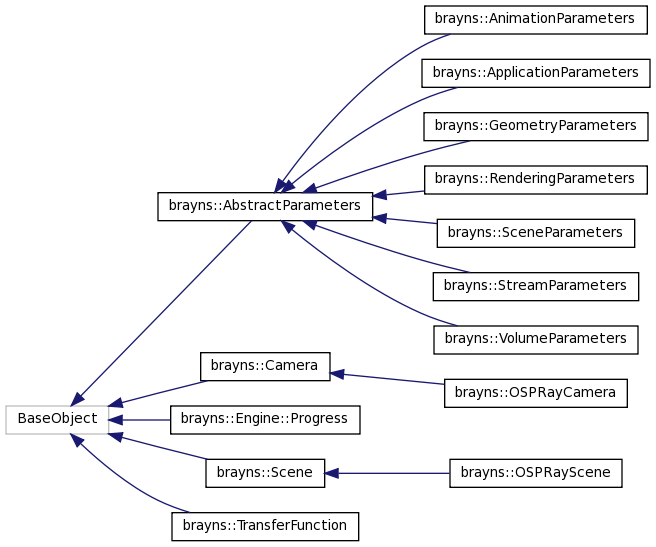 brayns::AnimationParameters
brayns::ApplicationParameters
brayns::GeometryParameters
brayns::RenderingParameters
brayns::AbstractParameters
brayns::SceneParameters
brayns::StreamParameters
brayns::VolumeParameters
brayns::Camera
brayns::OSPRayCamera
BaseObject
brayns::Engine::Progress
brayns::Scene
brayns::OSPRayScene
brayns::TransferFunction